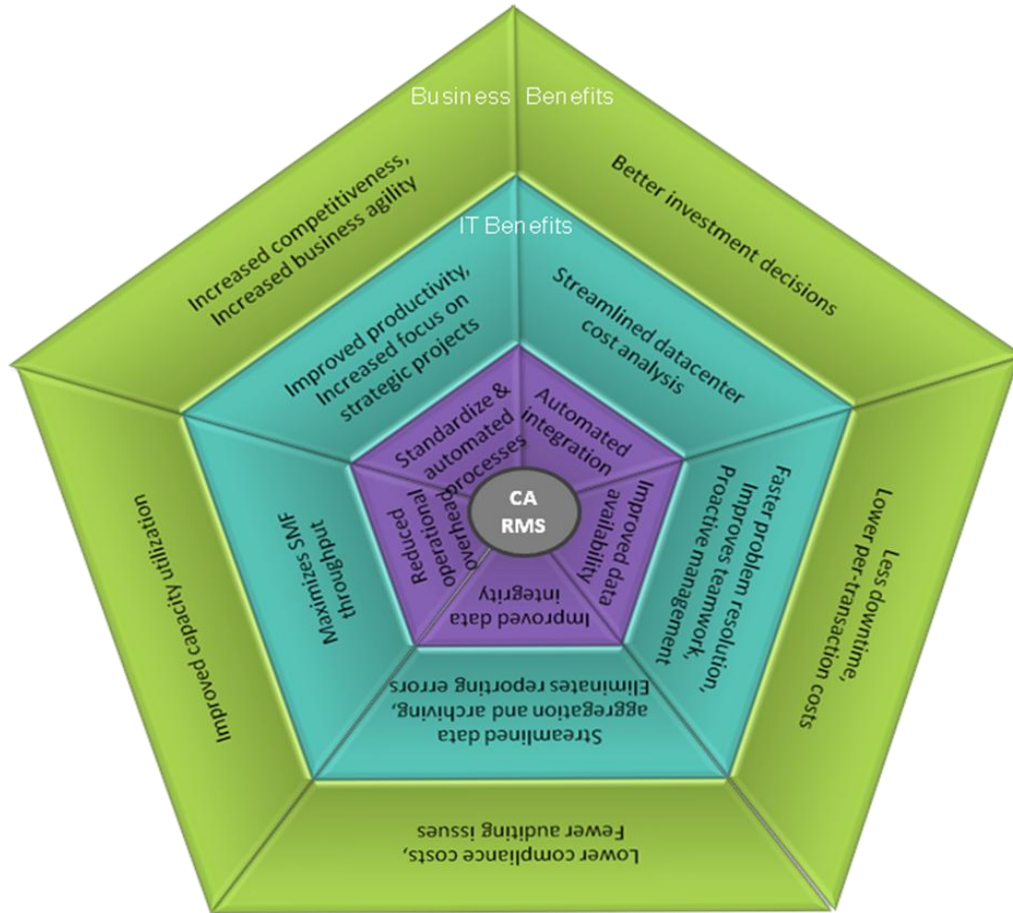 Business Benefits
Increased competitiveness,
Increased business agility
Better investment decisions
IT Benefits
Improved productivity,
Increased focus on
strategic projects
Streamlined datacenter
cost analysis
Standardize &
automated
processes
Automated
integration
CA
RMS
Reduced
operational
overhead
Improved data
availability
Improved data
integrity
Maximizes SMF
throughput
Faster problem resolution,
Improves teamwork,
Proactive management
Streamlined data
aggregation and archiving,
Eliminates reporting errors
Improved capacity utilization
Less downtime,
Lower per-transaction costs
Lower compliance costs,
Fewer auditing issues